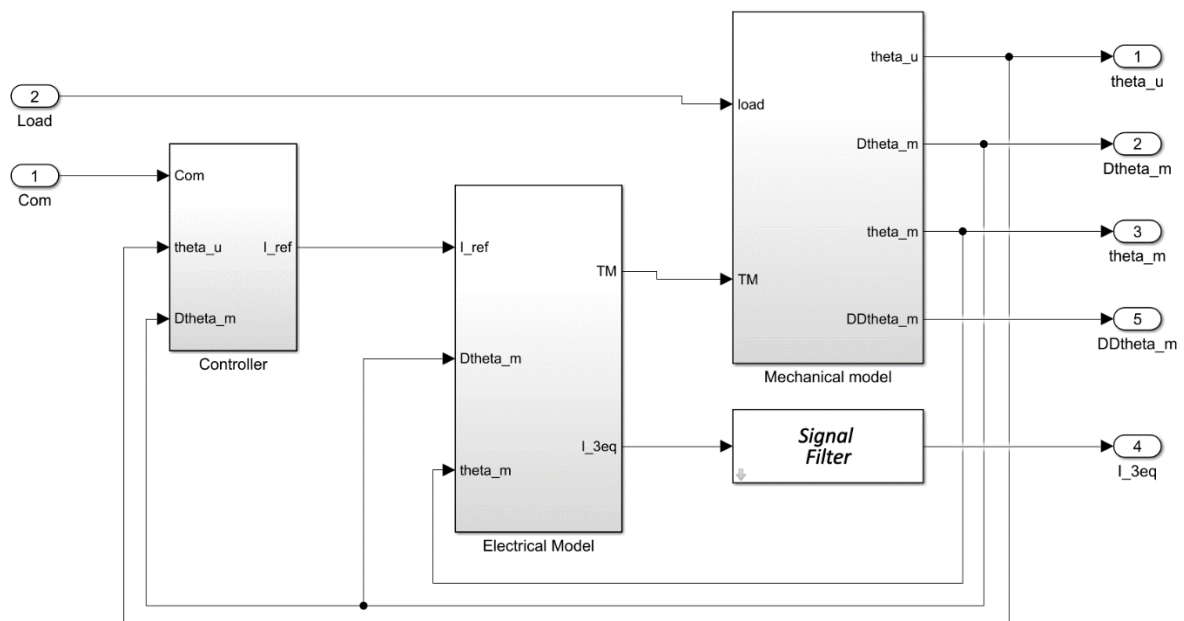 theta_u
1
theta_u
2
Load
load
Dtheta_m
2
Dtheta_m
1
Com
Com
theta_u
I_ref
I_ref
TM
TM
theta_m
3
theta_m
Dtheta_m
Controller
Dtheta_m
DDtheta_m
5
DDtheta_m
Mechanical model
theta_m
I_3eq
Signal
Filter
4
I_3eq
Electrical Model